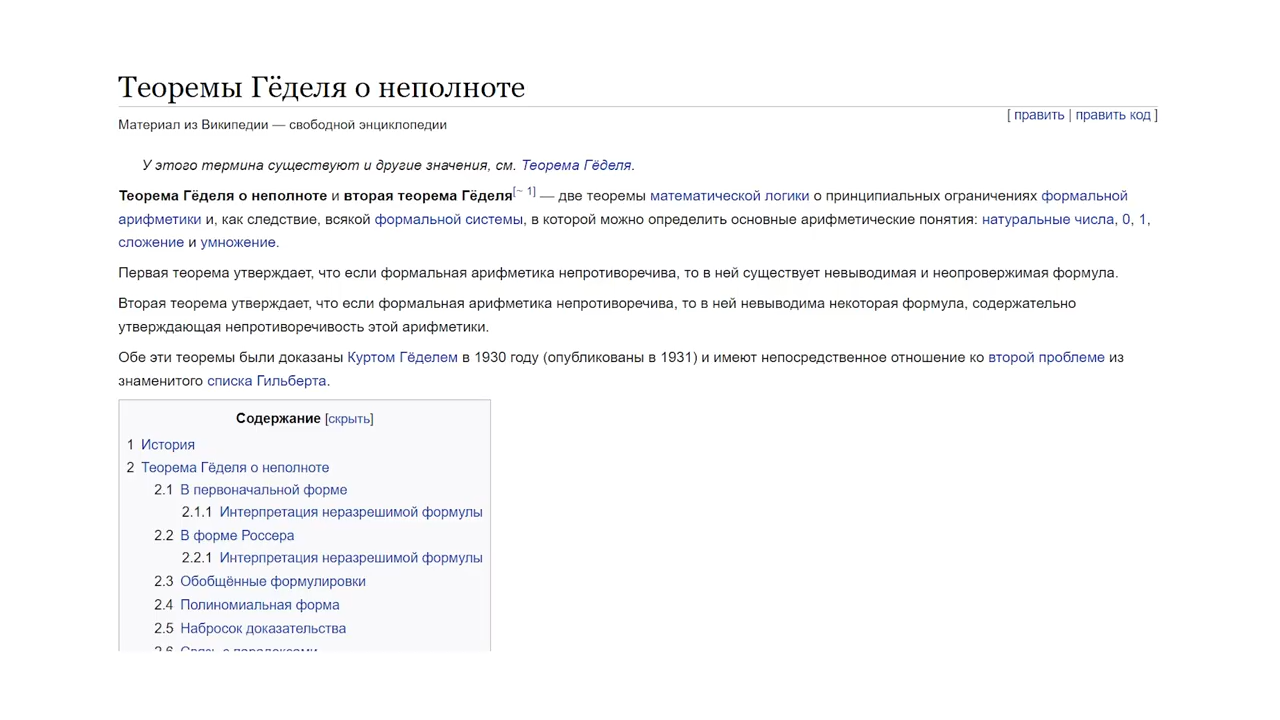 Теоремы Гёделя о неполноте
[ править | править код ]
Материал из Википедии — свободной энциклопедии
У этого термина существуют и другие значения, см. Теорема Гёделя.
Теорема Гёделя о неполноте и вторая теорема Гёделя[~ 1] — две теоремы математической логики о принципиальных ограничениях формальной
арифметики и, как следствие, всякой формальной системы, в которой можно определить основные арифметические понятия: натуральные числа, 0, 1,
сложение и умножение.
Первая теорема утверждает, что если формальная арифметика непротиворечива, то в ней существует невыводимая и неопровержимая формула.
Вторая теорема утверждает, что если формальная арифметика непротиворечива, то в ней невыводима некоторая формула, содержательно
утверждающая непротиворечивость этой арифметики.
Обе эти теоремы были доказаны Куртом Гёделем в 1930 году (опубликованы в 1931) и имеют непосредственное отношение ко второй проблеме из
знаменитого списка Гильберта.
Содержание [скрыть]
1 История
2 Теорема Гёделя о неполноте
2.1 В первоначальной форме
2.1.1 Интерпретация неразрешимой формулы
2.2 В форме Россера
2.2.1 Интерпретация неразрешимой формулы
2.3 Обобщённые формулировки
2.4 Полиномиальная форма
2.5 Набросок доказательства
2.6 Связь с парадоксами